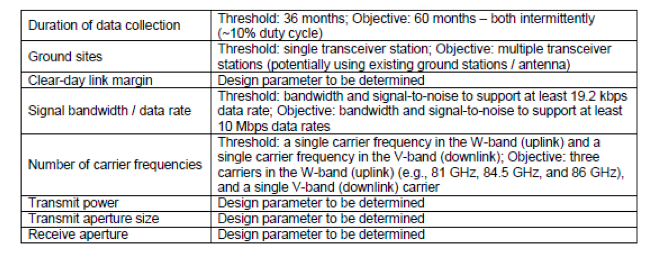 Duration of data collection
Threshold: 36 months; Objective: 60 months – both intermittently
(~10% duty cycle)
Ground sites
Threshold: single transceiver station; Objective: multiple transceiver
stations (potentially using existing ground stations / antenna)
Clear-day link margin
Design parameter to be determined
Signal bandwidth / data rate
Threshold: bandwidth and signal-to-noise to support at least 19.2 kbps
data rate; Objective: bandwidth and signal-to-noise to support at least
10 Mbps data rates
Number of carrier frequencies
Threshold: a single carrier frequency in the W-band (uplink) and a
single carrier frequency in the V-band (downlink); Objective: three
carriers in the W-band (uplink) (e.g., 81 GHz, 84.5 GHz, and 86 GHz),
and a single V-band (downlink) carrier
Transmit power
Design parameter to be determined
Transmit aperture size
Design parameter to be determined
Receive aperture
Design parameter to be determined